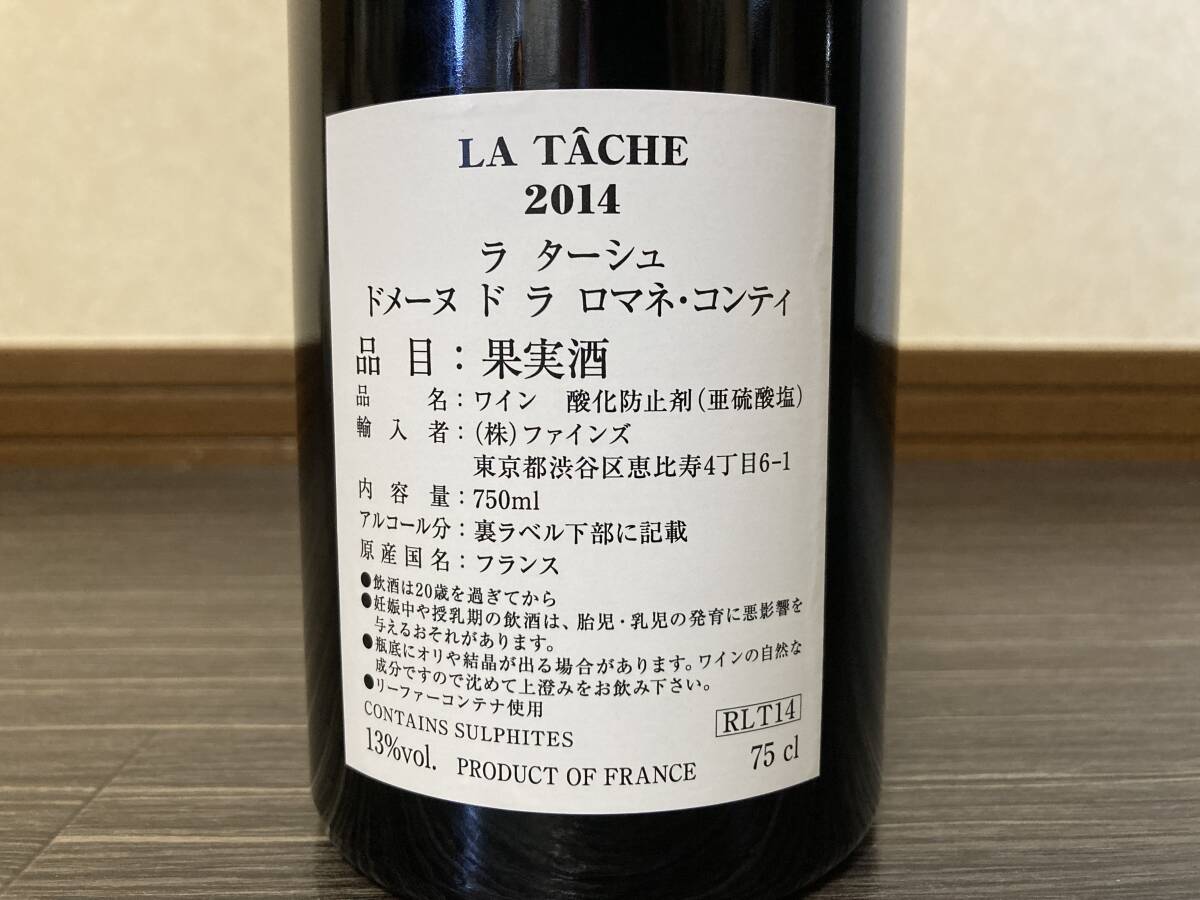 LA TÂCHE
2014
ラ ターシュ
ドメーヌ ド ラ ロマネ・コンティ
品 目：果実酒
品 名：ワイン 酸化防止剤（亜硫酸塩）
輸 入 者：（株）ファインズ
東京都渋谷区恵比寿4丁目6-1
内 容 量：750ml
アルコール分：裏ラベル下部に記載
原 産 国 名：フランス
●飲酒は20歳を過ぎてから
●妊娠中や授乳期の飲酒は、胎児・乳児の発育に悪影響を
与えるおそれがあります。
●瓶底にオリや結晶が出る場合があります。ワインの自然な
成分ですので沈めて上澄みをお飲み下さい。
●リーファーコンテナ使用
CONTAINS SULPHITES
RLT14
13%vol. PRODUCT OF FRANCE 75 cl